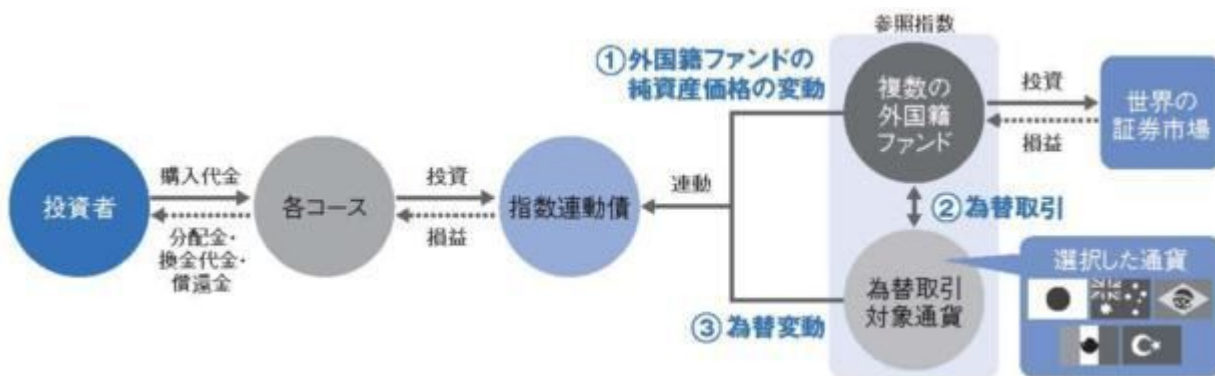 参照指数
①外国籍ファンドの
純資産価格の変動
複数の
外国籍
ファンド
投資
損益
世界の
証券市場
投資者
購入代金
分配金・
換金代金・
償還金
各コース
投資
損益
指数連動債
連動
②為替取引
選択した通貨
為替取引
対象通貨
③為替変動